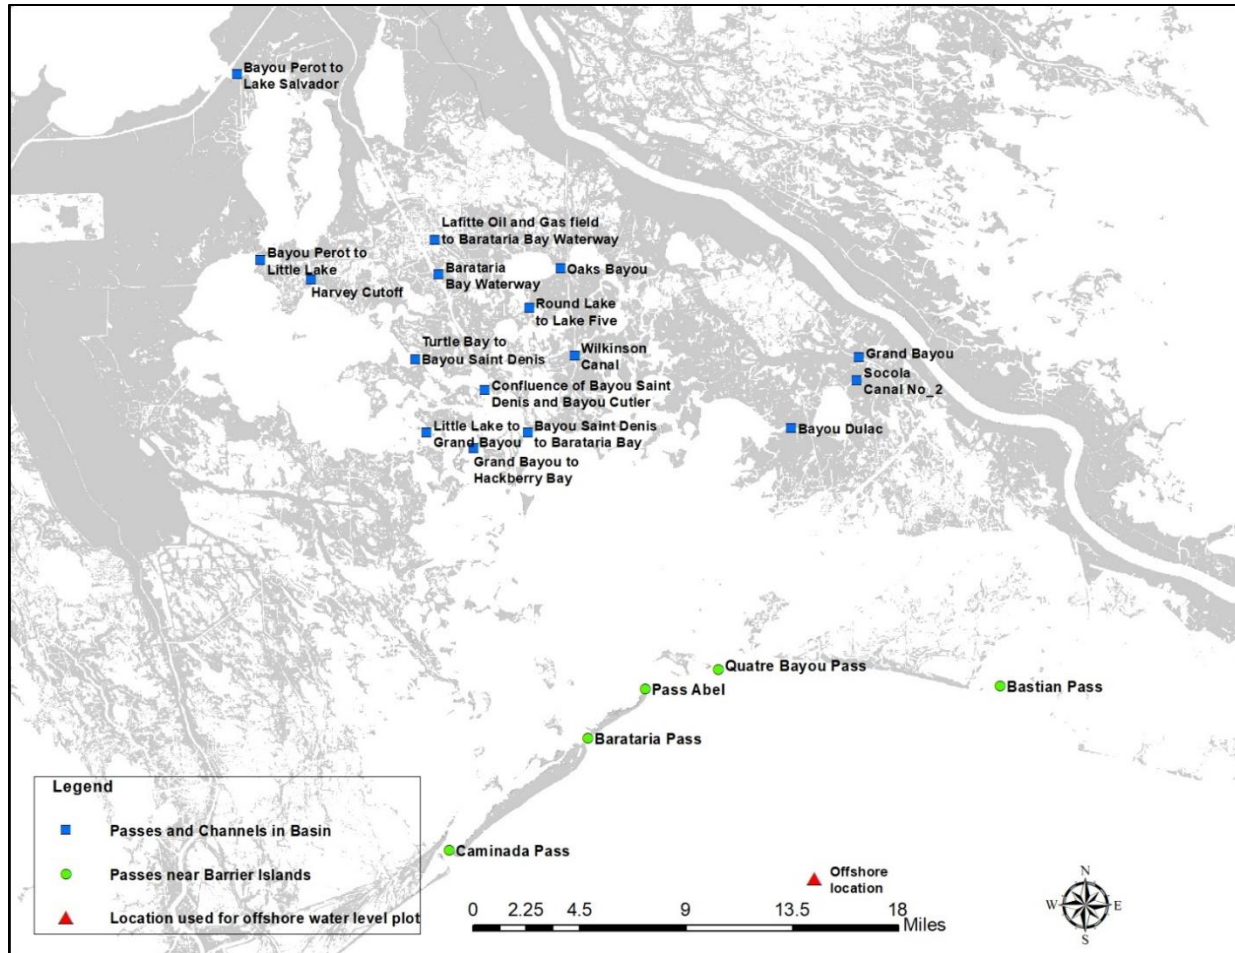 Bayou Perot to
Lake Salvador
Lafitte Oil and Gas field
to Barataria Bay Waterway
Bayou Perot to
Little Lake
Harvey Cutoff
Barataria
Bay Waterway
Oaks Bayou
Round Lake
to Lake Five
Turtle Bay to
Bayou Saint Denis
Wilkinson
Canal
Grand Bayou
Socola
Canal No_2
Confluence of Bayou Saint
Denis and Bayou Cutler
Little Lake to
Grand Bayou
Bayou Saint Denis
to Barataria Bay
Bayou Dulac
Grand Bayou to
Hackberry Bay
Quatre Bayou Pass
Pass Abel
Bastian Pass
Barataria Pass
Caminada Pass
Legend
Passes and Channels in Basin
Passes near Barrier Islands
Location used for offshore water level plot
Offshore
location
0 2.25 4.5 9 13.5 18
Miles
N
W E
S